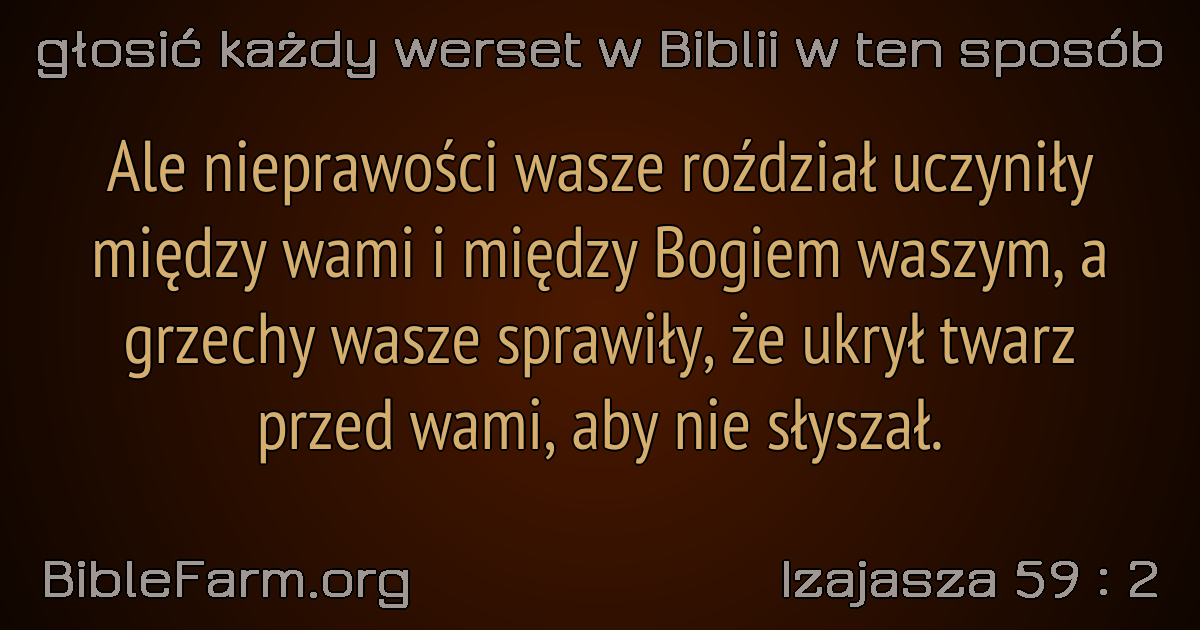 głosić każdy werset w Biblii w ten sposób
Ale nieprawości wasze roździał uczyniły
między wami i między Bogiem waszym, a
grzechy wasze sprawiły, że ukrył twarz
przed wami, aby nie słyszał.
BibleFarm.org
Izajasza 59 : 2